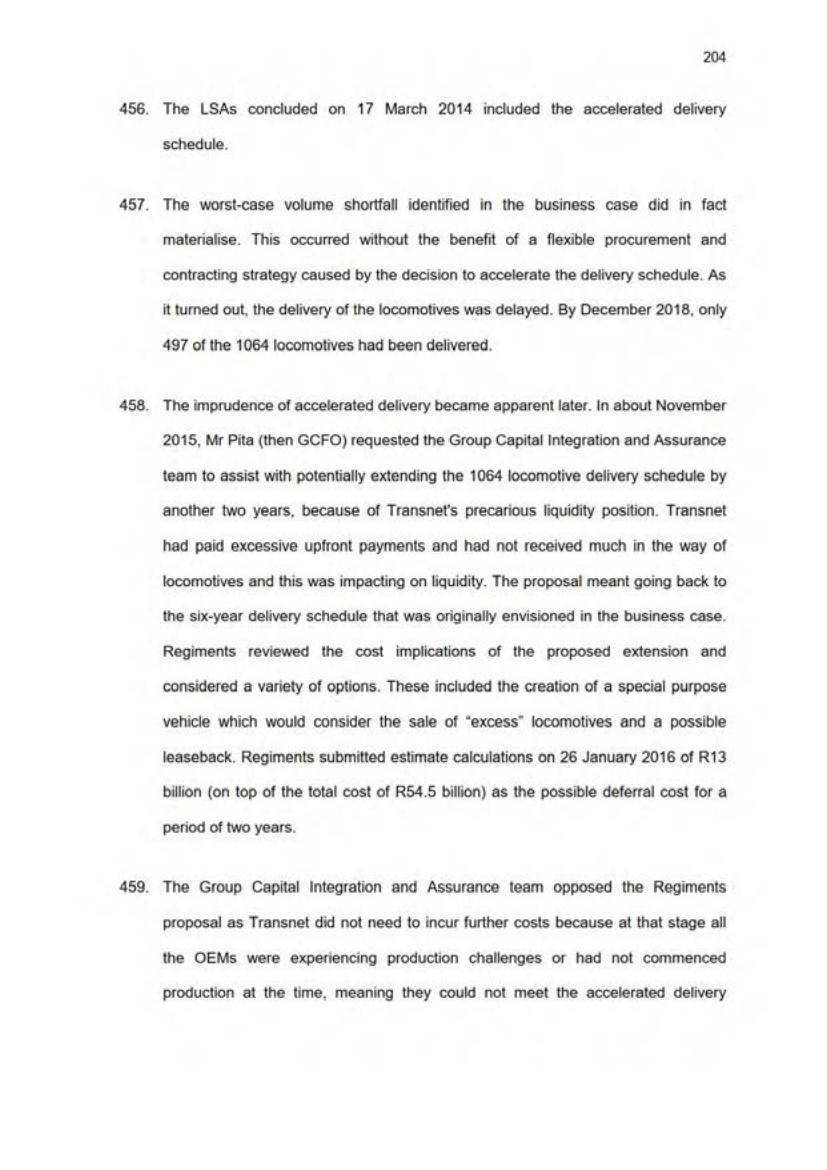 204
456. The LSAs concluded on 17 March 2014 included the accelerated delivery
schedule.
457. The worst-case volume shortfall identified in the business case did in fact
materialise. This occurred without the benefit of a flexible procurement and
contracting strategy caused by the decision to accelerate the delivery schedule. As
it turned out, the delivery of the locomotives was delayed. By December 2018, only
497 of the 1064 locomotives had been delivered.
458. The imprudence of accelerated delivery became apparent later. In about November
2015, Mr Pita (then GCFO) requested the Group Capital Integration and Assurance
team to assist with potentially extending the 1064 locomotive delivery schedule by
another two years, because of Transnet's precarious liquidity position. Transnet
had paid excessive upfront payments and had not received much in the way of
locomotives and this was impacting on liquidity. The proposal meant going back to
the six-year delivery schedule that was originally envisioned in the business case.
Regiments reviewed the cost implications of the proposed extension and
considered a variety of options. These included the creation of a special purpose
vehicle which would consider the sale of “excess” locomotives and a possible
leaseback. Regiments submitted estimate calculations on 26 January 2016 of R13
billion (on top of the total cost of R54.5 billion) as the possible deferral cost for a
period of two years.
459. The Group Capital Integration and Assurance team opposed the Regiments
proposal as Transnet did not need to incur further costs because at that stage all
the OEMs were experiencing production challenges or had not commenced
production at the time, meaning they could not meet the accelerated delivery